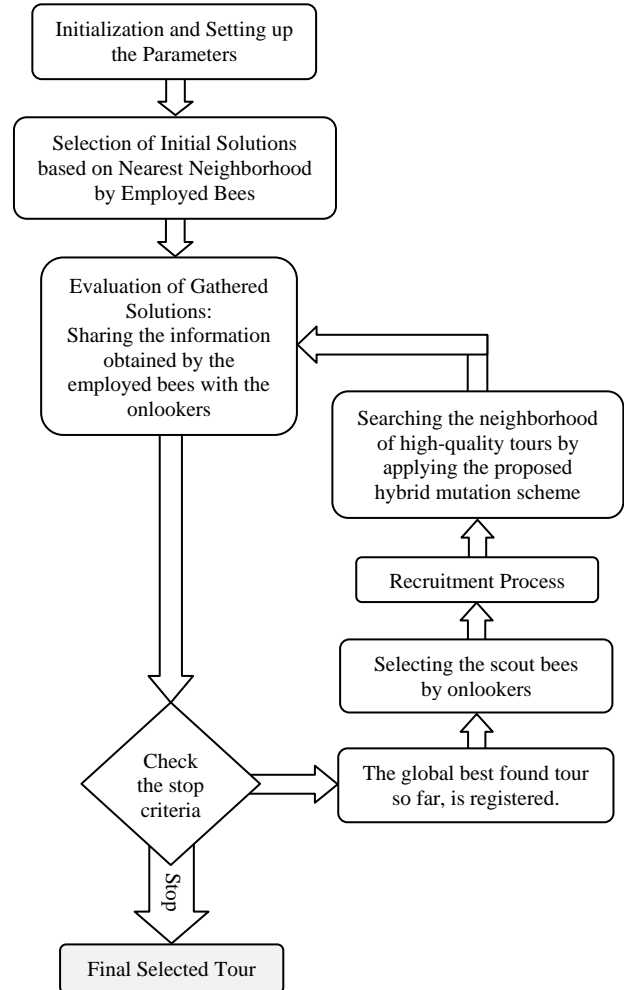 Initialization and Setting up
the Parameters
Selection of Initial Solutions
based on Nearest Neighborhood
by Employed Bees
Evaluation of Gathered
Solutions:
Sharing the information
obtained by the
employed bees with the
onlookers
Searching the neighborhood
of high-quality tours by
applying the proposed
hybrid mutation scheme
Recruitment Process
Selecting the scout bees
by onlookers
The global best found tour
so far, is registered.
Check
the stop
criteria
Stop
Final Selected Tour